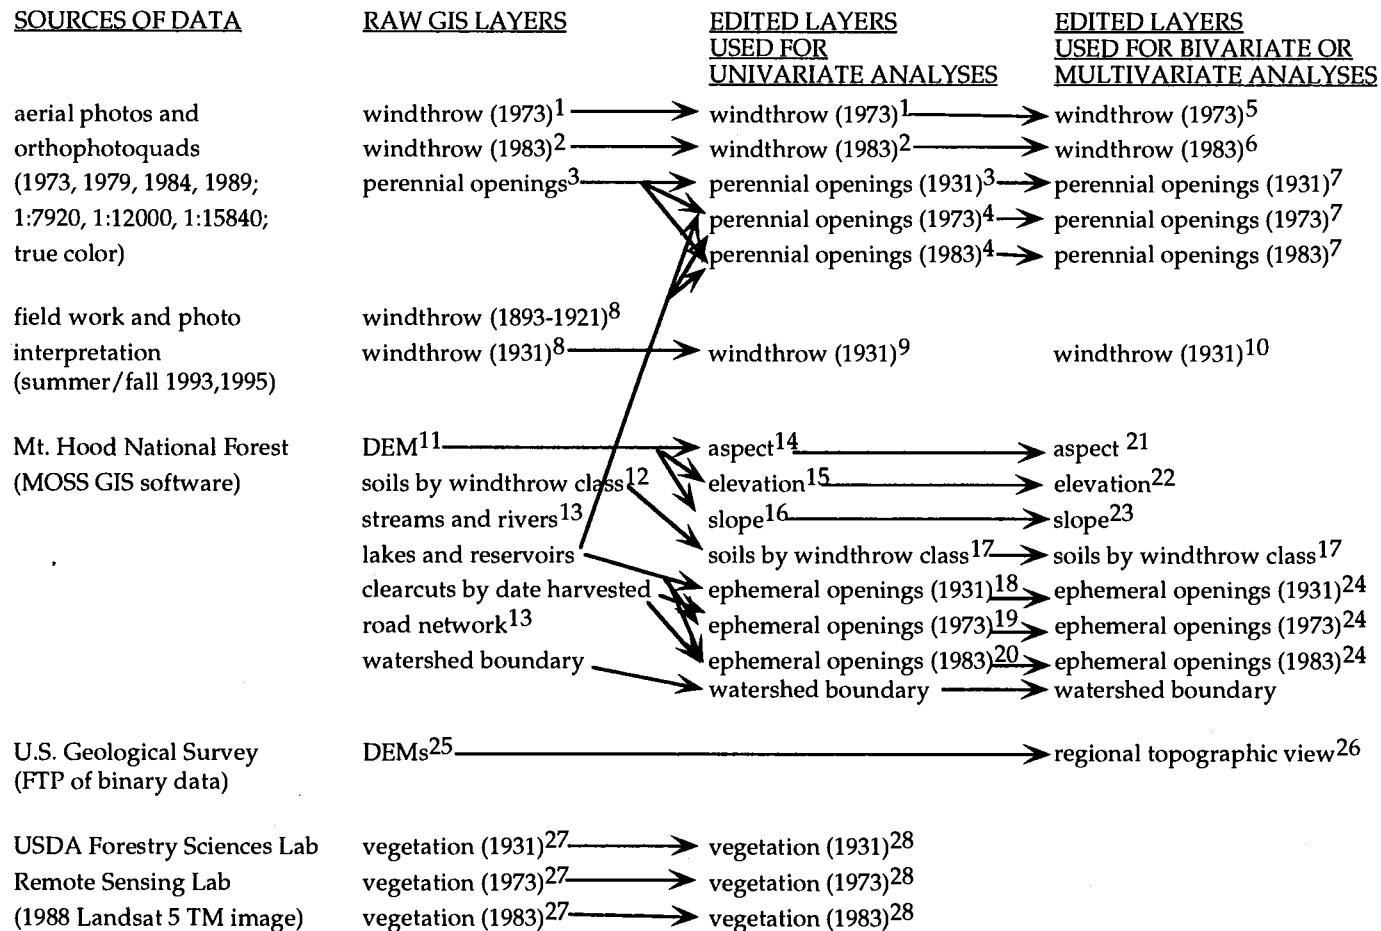 SOURCES OF DATA RAW GIS LAYERS EDITED LAYERS EDITED LAYERS
USED FOR USED FOR BIVARIATE OR
UNIVARIATE ANALYSES MULTIVARIATE ANALYSES
aerial photos and windthrow (1973)1 windthrow (1973)1 windthrow (1973)5
orthophotoquads windthrow (1983)2 windthrow (1983)2 windthrow (1983)6
(1973, 1979, 1984, 1989; perennial openings3 perennial openings (1931)3 perennial openings (1931)7
1:7920, 1:12000, 1:15840; perennial openings (1973)4 perennial openings (1973)7
true color) perennial openings (1983)4 perennial openings (1983)7
field work and photo windthrow (1893-1921)8
interpretation windthrow (1931)8 windthrow (1931)9 windthrow (1931)10
(summer/fall 1993,1995)
Mt. Hood National Forest DEM11 aspect14 aspect 21
(MOSS GIS software) soils by windthrow class12 elevation15 elevation22
streams and rivers13 slope16 slope23
lakes and reservoirs soils by windthrow class17 soils by windthrow class17
clearcuts by date harvested ephemeral openings (1931)18 ephemeral openings (1931)24
road network13 ephemeral openings (1973)19 ephemeral openings (1973)24
watershed boundary ephemeral openings (1983)20 ephemeral openings (1983)24
watershed boundary watershed boundary
U.S. Geological Survey DEMs25 regional topographic view26
(FTP of binary data)
USDA Forestry Sciences Lab vegetation (1931)27 vegetation (1931)28
Remote Sensing Lab vegetation (1973)27 vegetation (1973)28
(1988 Landsat 5 TM image) vegetation (1983)27 vegetation (1983)28